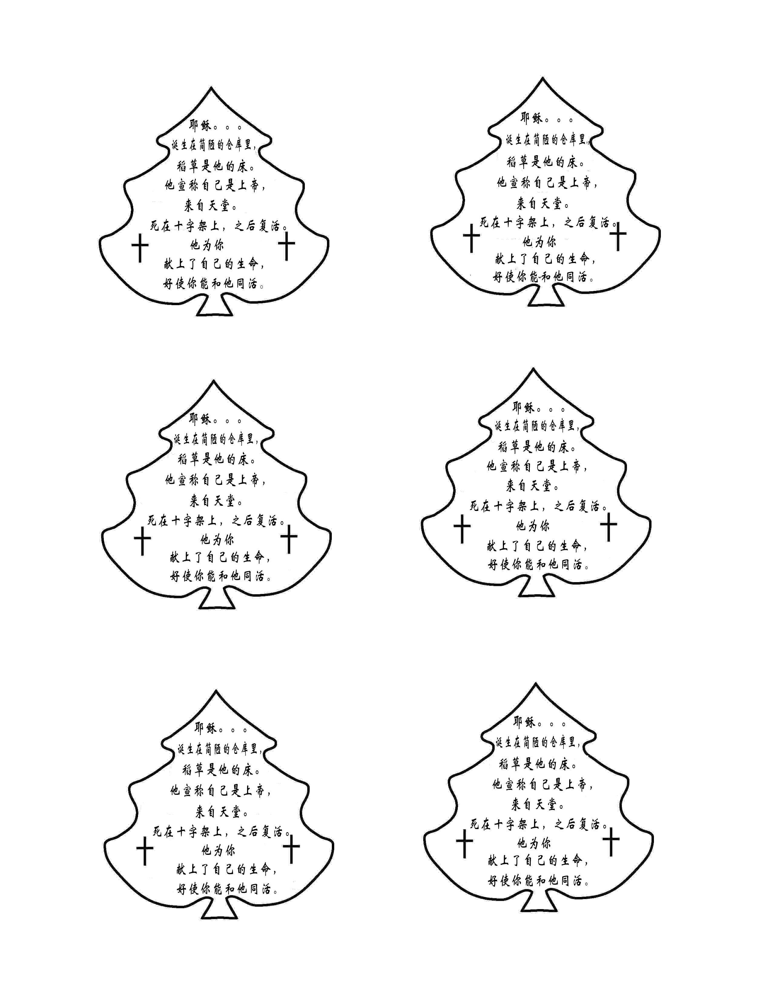 耶稣。。。
诞生在简陋的仓库里，
稻草是他的床。
他宣称自己是上帝，
来自天堂。
死在十字架上，之后复活。
他为你
献上了自己的生命，
好使你能和他同活。
耶稣。。。
诞生在简陋的仓库里，
稻草是他的床。
他宣称自己是上帝，
来自天堂。
死在十字架上，之后复活。
他为你
献上了自己的生命，
好使你能和他同活。
耶稣。。。
诞生在简陋的仓库里，
稻草是他的床。
他宣称自己是上帝，
来自天堂。
死在十字架上，之后复活。
他为你
献上了自己的生命，
好使你能和他同活。
耶稣。。。
诞生在简陋的仓库里，
稻草是他的床。
他宣称自己是上帝，
来自天堂。
死在十字架上，之后复活。
他为你
献上了自己的生命，
好使你能和他同活。
耶稣。。。
诞生在简陋的仓库里，
稻草是他的床。
他宣称自己是上帝，
来自天堂。
死在十字架上，之后复活。
他为你
献上了自己的生命，
好使你能和他同活。
耶稣。。。
诞生在简陋的仓库里，
稻草是他的床。
他宣称自己是上帝，
来自天堂。
死在十字架上，之后复活。
他为你
献上了自己的生命，
好使你能和他同活。